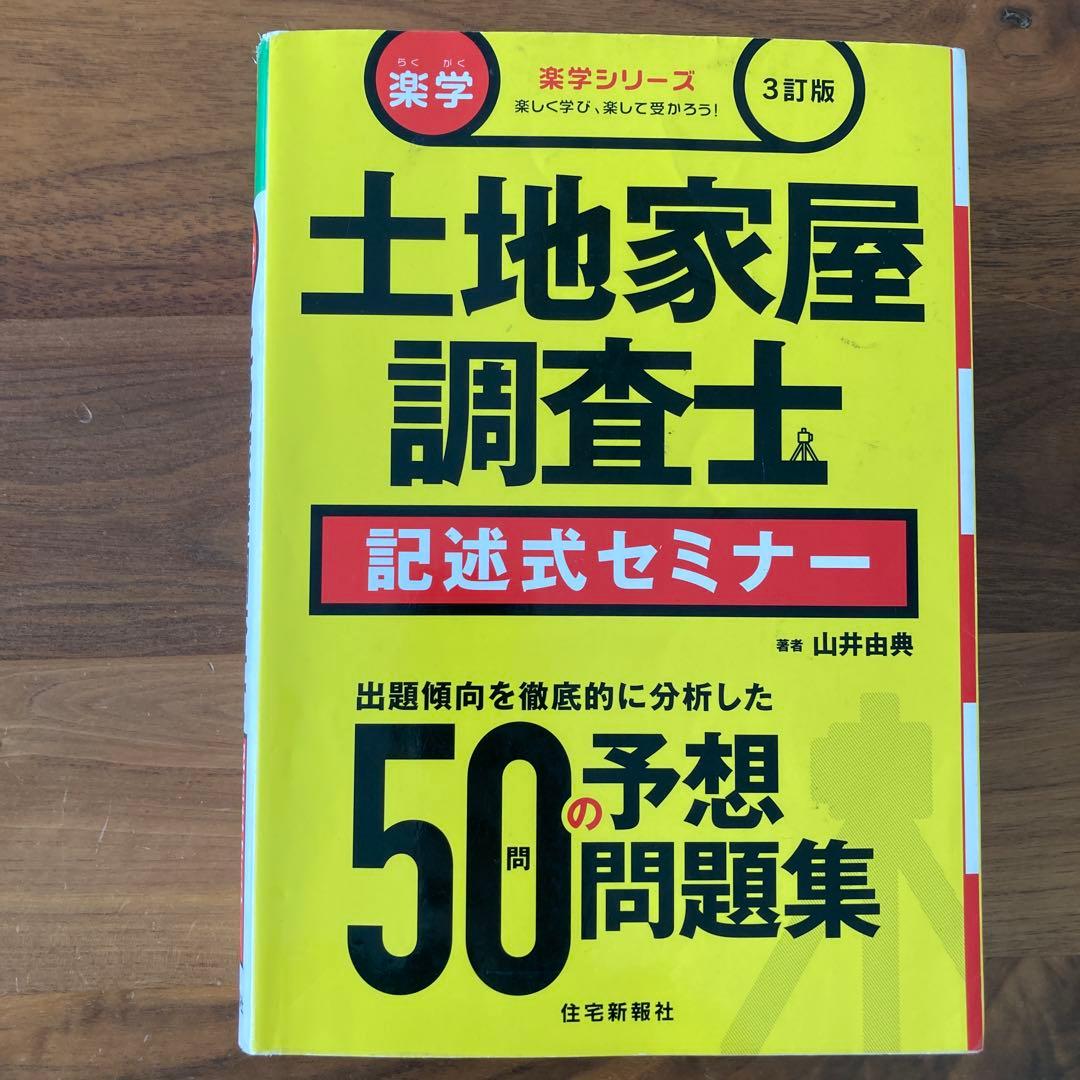 らくがく
楽学
楽学シリーズ
楽しく学び、楽して受かろう!
3訂版
土地家屋
調査士
記述式セミナー
著者 山井由典
出題傾向を徹底的に分析した
50問の予想
問題集
住宅新報社